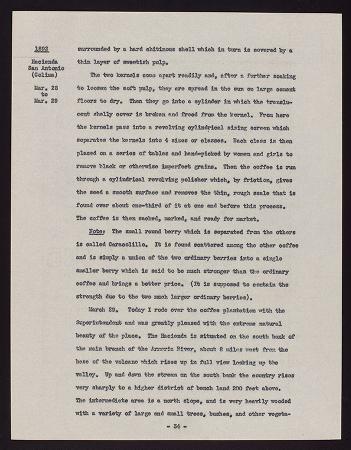 1892
Hacienda
San Antonio
(Colima)
Mar. 28
to
Mar. 29
surrounded by a hard chitinous shell which in turn is covered by a
thin layer of sweetish pulp.
The two kernels come apart readily and, after a further soaking
to loosen the soft pulp, they are spread in the sun on large cement
floors to dry. Then they go into a cylinder in which the translu-
cent shelly cover is broken and freed from the kernel. From here
the kernels pass into a revolving cylindrical sizing screen which
separates the kernels into 4 sizes or classes. Each class is then
placed on a series of tables and hand-picked by women and girls to
remove black or otherwise imperfect grains. Then the coffee is run
through a cylindrical revolving polisher which, by friction, gives
the seed a smooth surface and removes the thin, rough scale that is
found over about one-third of it at one end before this process.
The coffee is then sacked, marked, and ready for market.
Note: The small round berry which is separated from the others
is called Caracolillo. It is found scattered among the other coffee
and is simply a union of the two ordinary berries into a single
smaller berry which is said to be much stronger than the ordinary
coffee and brings a better price. (It is supposed to contain the
strength due to the two much larger ordinary berries).
March 29. Today I rode over the coffee plantation with the
Superintendent and was greatly pleased with the extreme natural
beauty of the place. The Hacienda is situated on the south bank of
the main branch of the Armeria River, about 8 miles west from the
base of the volcano which rises up in full view looking up the
valley. Up and down the stream on the south bank the country rises
very sharply to a higher district of bench land 200 feet above.
The intermediate area is a north slope, and is very heavily wooded
with a variety of large and small trees, bushes, and other vegeta-
- 34 -